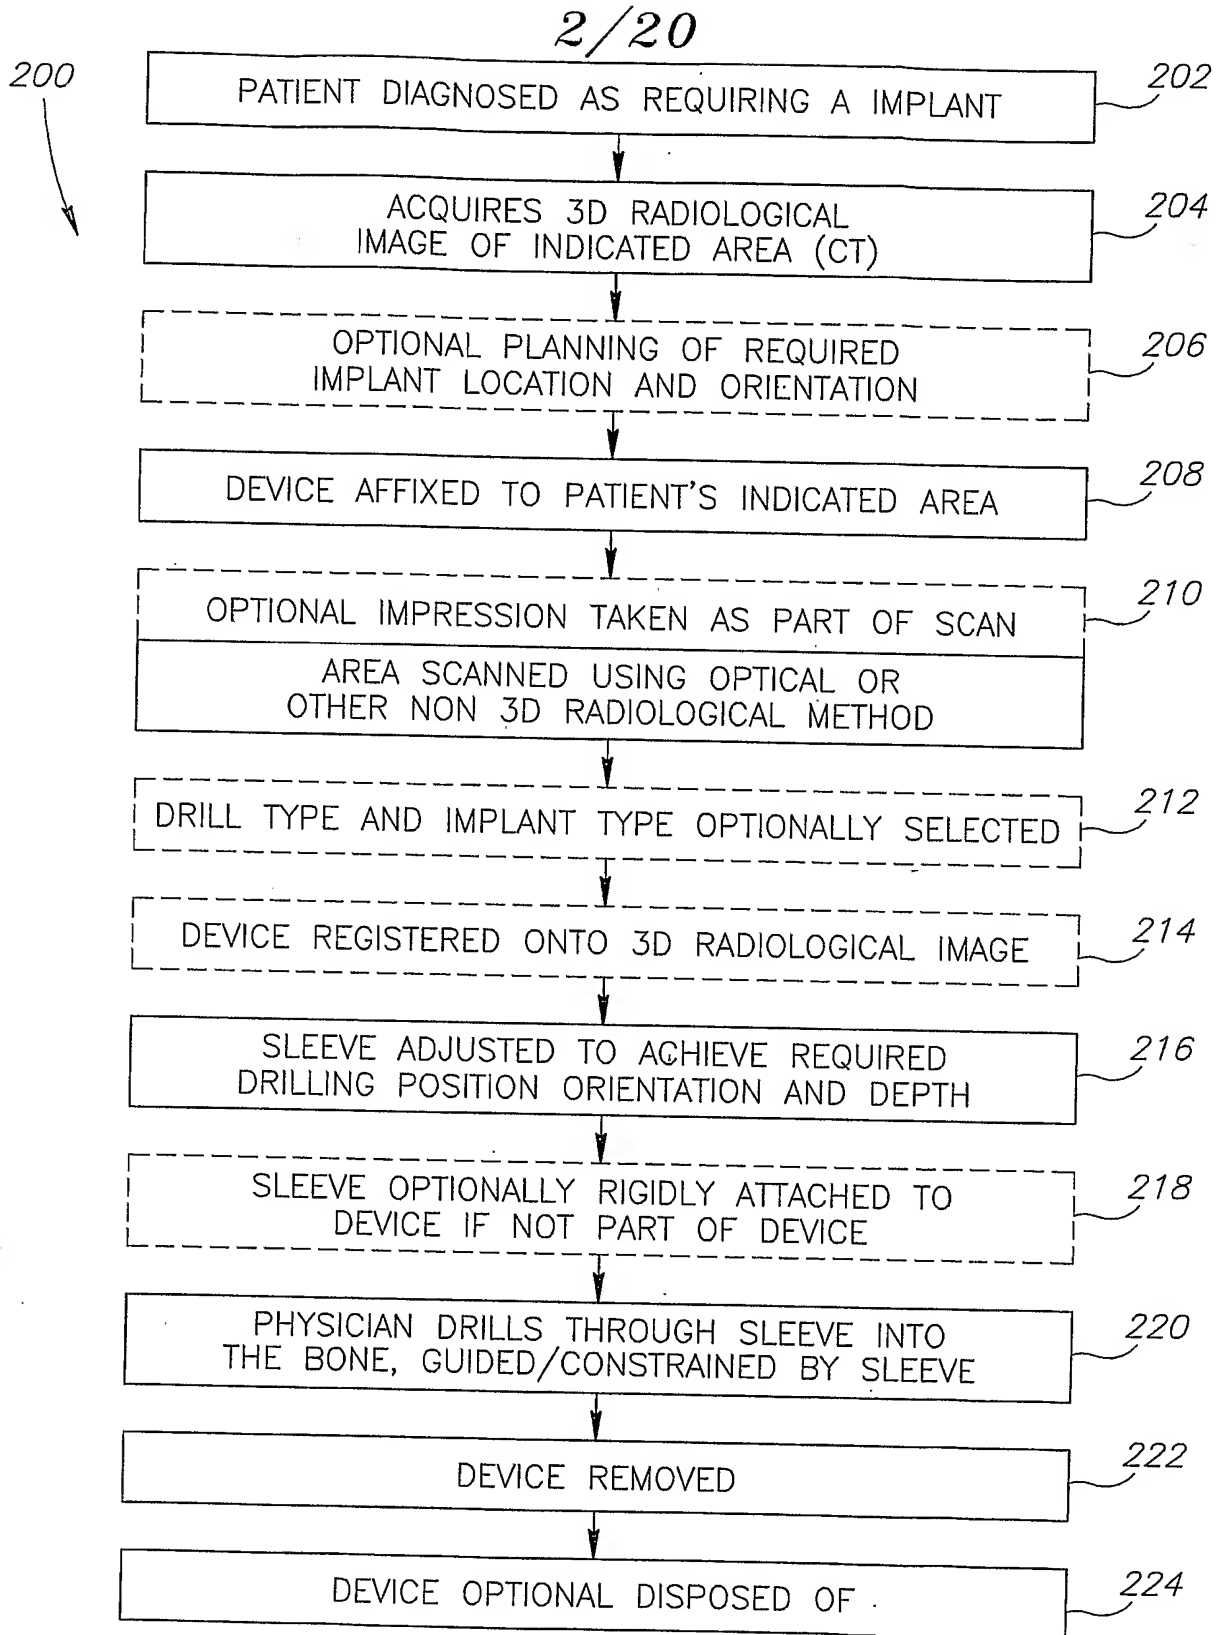 2/20
200
PATIENT DIAGNOSED AS REQUIRING A IMPLANT
202
ACQUIRES 3D RADIOLOGICAL
IMAGE OF INDICATED AREA (CT)
204
OPTIONAL PLANNING OF REQUIRED
IMPLANT LOCATION AND ORIENTATION
206
DEVICE AFFIXED TO PATIENT'S INDICATED AREA
208
OPTIONAL IMPRESSION TAKEN AS PART OF SCAN
210
AREA SCANNED USING OPTICAL OR
OTHER NON 3D RADIOLOGICAL METHOD
DRILL TYPE AND IMPLANT TYPE OPTIONALLY SELECTED
212
DEVICE REGISTERED ONTO 3D RADIOLOGICAL IMAGE
214
SLEEVE ADJUSTED TO ACHIEVE REQUIRED
DRILLING POSITION ORIENTATION AND DEPTH
216
SLEEVE OPTIONALLY RIGIDLY ATTACHED TO
DEVICE IF NOT PART OF DEVICE
218
PHYSICIAN DRILLS THROUGH SLEEVE INTO
THE BONE, GUIDED/CONSTRAINED BY SLEEVE
220
DEVICE REMOVED
222
DEVICE OPTIONAL DISPOSED OF
224